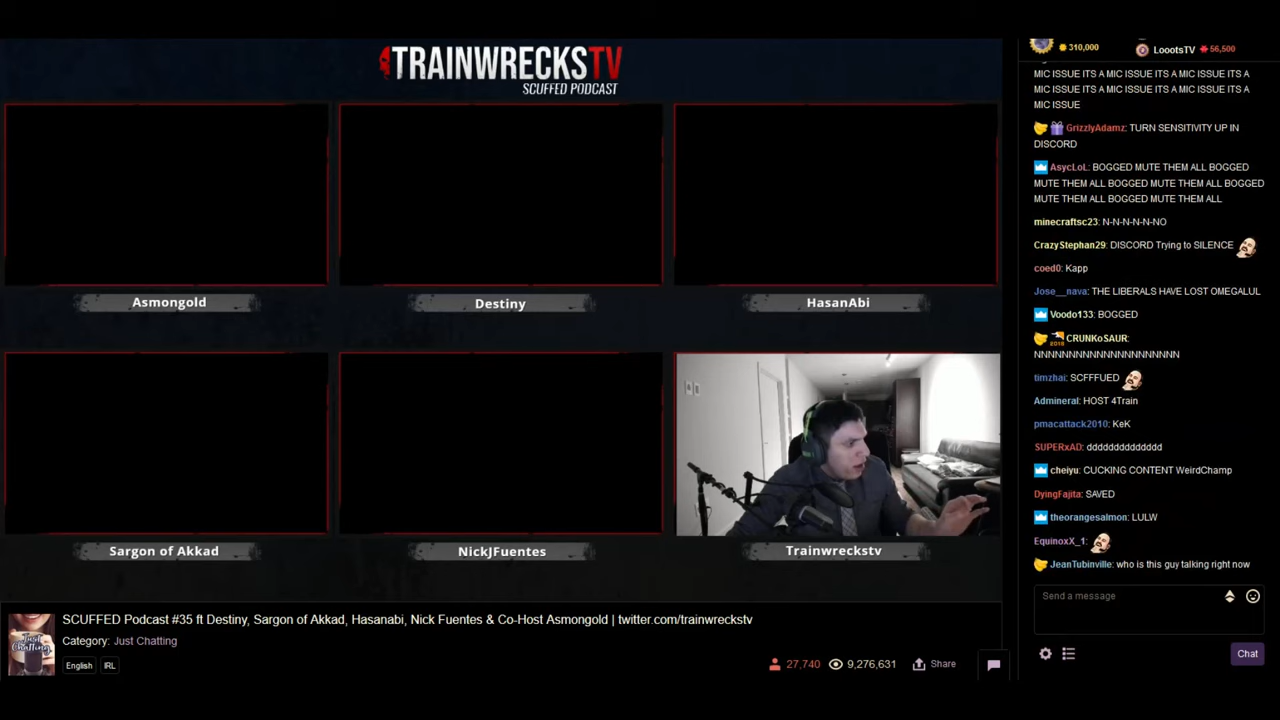 TRAINWRECKSTV
SCUFFED PODCAST
Asmongold
Destiny
HasanAbi
Sargon of Akkad
NickJFuentes
Trainwreckstv
SCUFFED Podcast #35 ft Destiny, Sargon of Akkad, Hasanabi, Nick Fuentes & Co-Host Asmongold | twitter.com/trainwreckstv
Category: Just Chatting
English IRL
27,740 9,276,631 Share
310,000 LoootsTV 56,500
MIC ISSUE ITS A MIC ISSUE ITS A MIC ISSUE ITS A
MIC ISSUE ITS A MIC ISSUE ITS A MIC ISSUE ITS A
MIC ISSUE
GrizzlyAdamz: TURN SENSITIVITY UP IN
DISCORD
AsycLoL: BOGGED MUTE THEM ALL BOGGED
MUTE THEM ALL BOGGED MUTE THEM ALL BOGGED
MUTE THEM ALL BOGGED MUTE THEM ALL
minecraftsc23: N-N-N-N-N-NO
CrazyStephan29: DISCORD Trying to SILENCE
coed0: Kapp
Jose__nava: THE LIBERALS HAVE LOST OMEGALUL
Voodo133: BOGGED
2018 CRUNKoSAUR:
NNNNNNNNNNNNNNNNNNNN
timzhai: SCFFFUED
Admineral: HOST 4Train
pmacattack2010: KeK
SUPERxAD: ddddddddddddd
cheiyu: CUCKING CONTENT WeirdChamp
DyingFajita: SAVED
theorangesalmon: LULW
EquinoxX_1:
JeanTubinville: who is this guy talking right now
Send a message
Chat